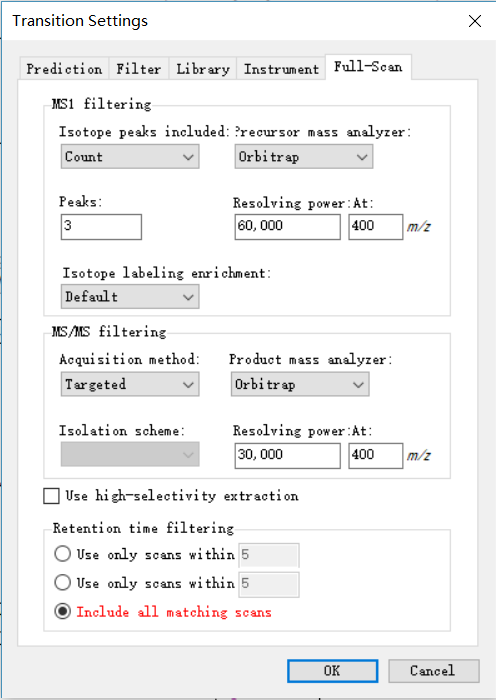 Transition Settings
Prediction Filter Library Instrument Full-Scan
MS1 filtering
Isotope peaks included: Precursor mass analyzer:
Count Orbitrap
Peaks: Resolving power: At:
3 60,000 400 m/z
Isotope labeling enrichment:
Default
MS/MS filtering
Acquisition method: Product mass analyzer:
Targeted Orbitrap
Isolation scheme: Resolving power: At:
30,000 400 m/z
Use high-selectivity extraction
Retention time filtering
Use only scans within 5
Use only scans within 5
Include all matching scans
OK Cancel